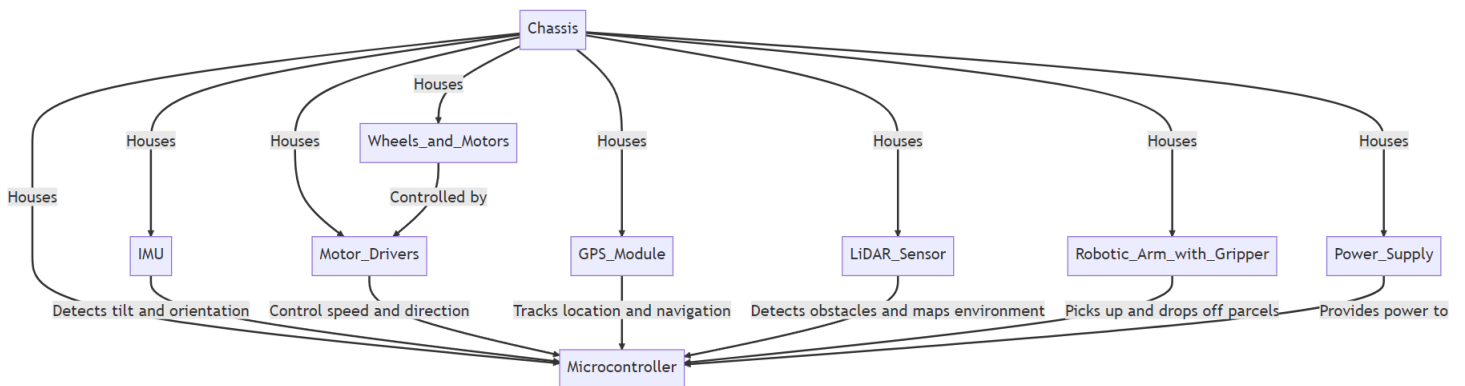 Chassis
Houses
Houses
Houses
Houses
Houses
Houses
Houses
Houses
Wheels_and_Motors
Controlled by
IMU
Motor_Drivers
GPS_Module
LiDAR_Sensor
Robotic_Arm_with_Gripper
Power_Supply
Detects tilt and orientation
Control speed and direction
Tracks location and navigation
Detects obstacles and maps environment
Picks up and drops off parcels
Provides power to
Microcontroller